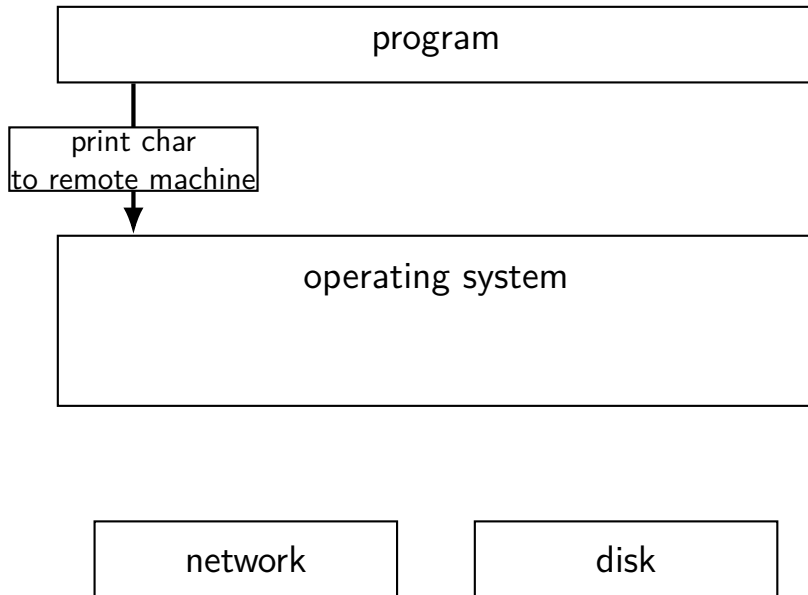 program
print char
to remote machine
operating system
network
disk